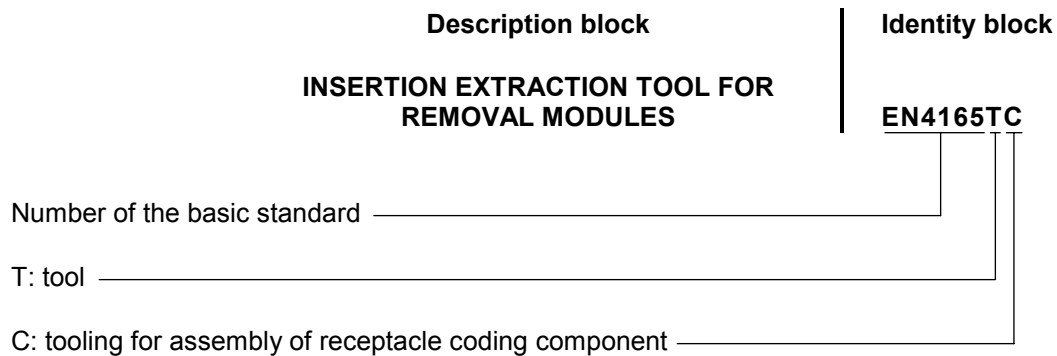 Description block Identity block
INSERTION EXTRACTION TOOL FOR
REMOVAL MODULES EN4165TC
Number of the basic standard
T: tool
C: tooling for assembly of receptacle coding component